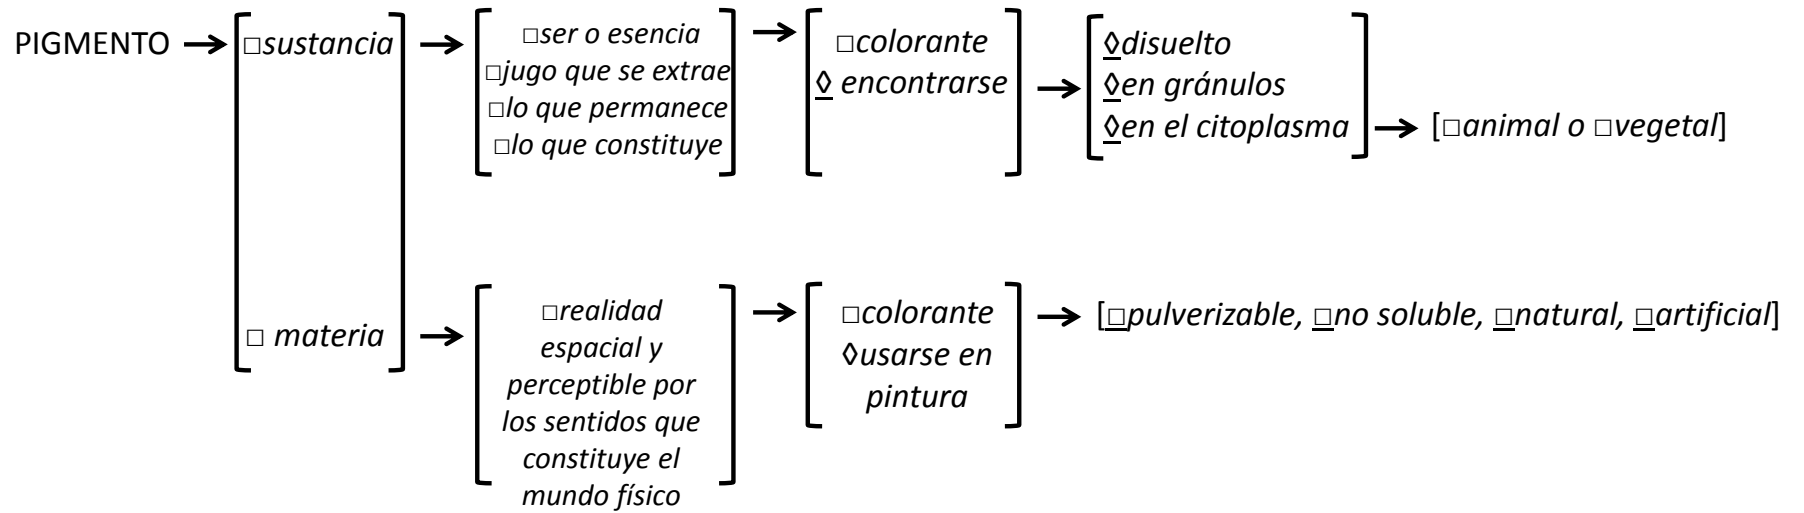 PIGMENTO → [□sustancia
□ materia]
→ [□ser o esencia
□jugo que se extrae
□lo que permanece
□lo que constituye]
→ [□colorante
◊ encontrarse]
→ [◊disuelto
◊en gránulos
◊en el citoplasma]
→ [□animal o □vegetal]
→ [□realidad
espacial y
perceptible por
los sentidos que
constituye el
mundo físico]
→ [□colorante
◊usarse en
pintura]
→ [□pulverizable, □no soluble, □natural, □artificial]